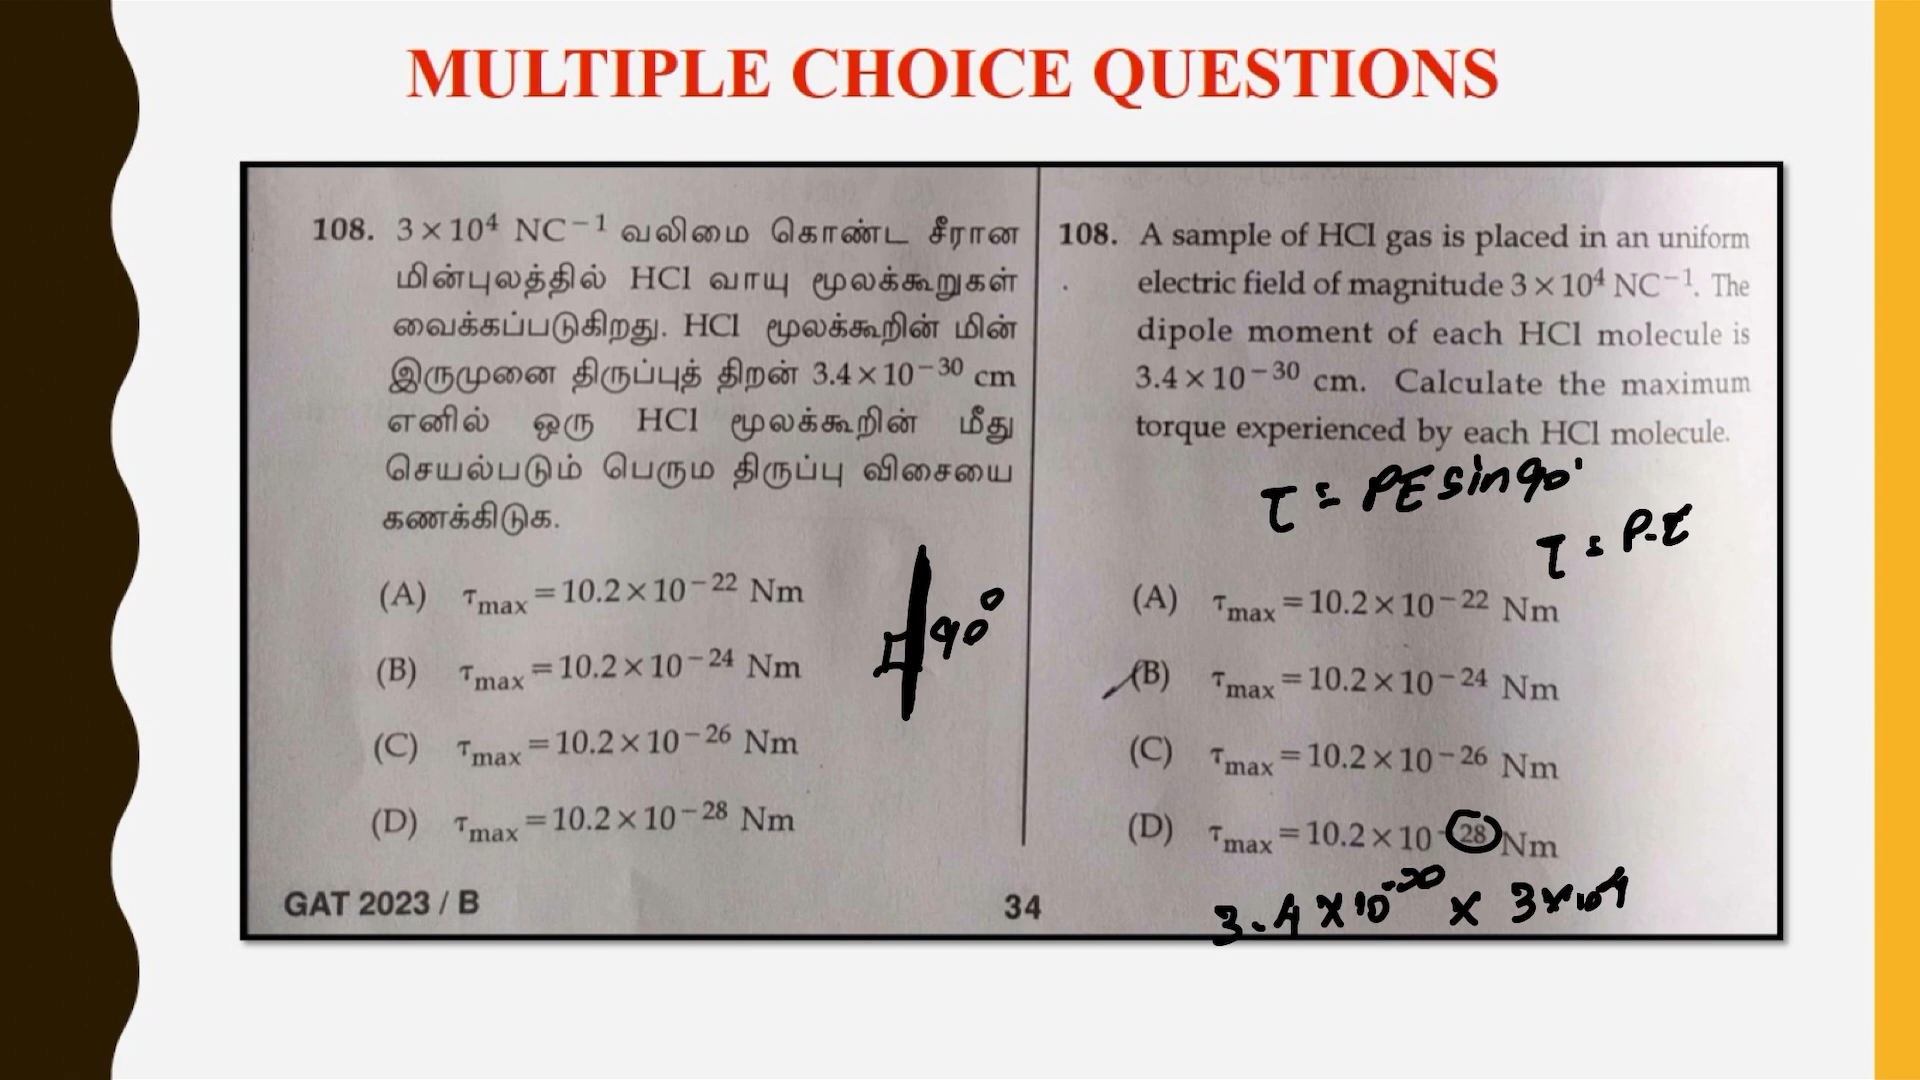 MULTIPLE CHOICE QUESTIONS
108. 3 × 10⁴ NC⁻¹ வலிமை கொண்ட சீரான
மின்புலத்தில் HCl வாயு மூலக்கூறுகள்
வைக்கப்படுகிறது. HCl மூலக்கூறின் மின்
இருமுனை திருப்புத் திறன் 3.4 × 10⁻³⁰ cm
எனில் ஒரு HCl மூலக்கூறின் மீது
செயல்படும் பெரும திருப்பு விசையை
கணக்கிடுக.
(A) τmax = 10.2 × 10⁻²² Nm
(B) τmax = 10.2 × 10⁻²⁴ Nm
(C) τmax = 10.2 × 10⁻²⁶ Nm
(D) τmax = 10.2 × 10⁻²⁸ Nm
90°
GAT 2023 / B
34
108. A sample of HCl gas is placed in an uniform
electric field of magnitude 3 × 10⁴ NC⁻¹. The
dipole moment of each HCl molecule is
3.4 × 10⁻³⁰ cm. Calculate the maximum
torque experienced by each HCl molecule.
τ = PE sin 90°
τ = P.E
(A) τmax = 10.2 × 10⁻²² Nm
(B) τmax = 10.2 × 10⁻²⁴ Nm
(C) τmax = 10.2 × 10⁻²⁶ Nm
(D) τmax = 10.2 × 10⁻²⁸ Nm
3.4 × 10⁻³⁰ × 3 × 10⁴